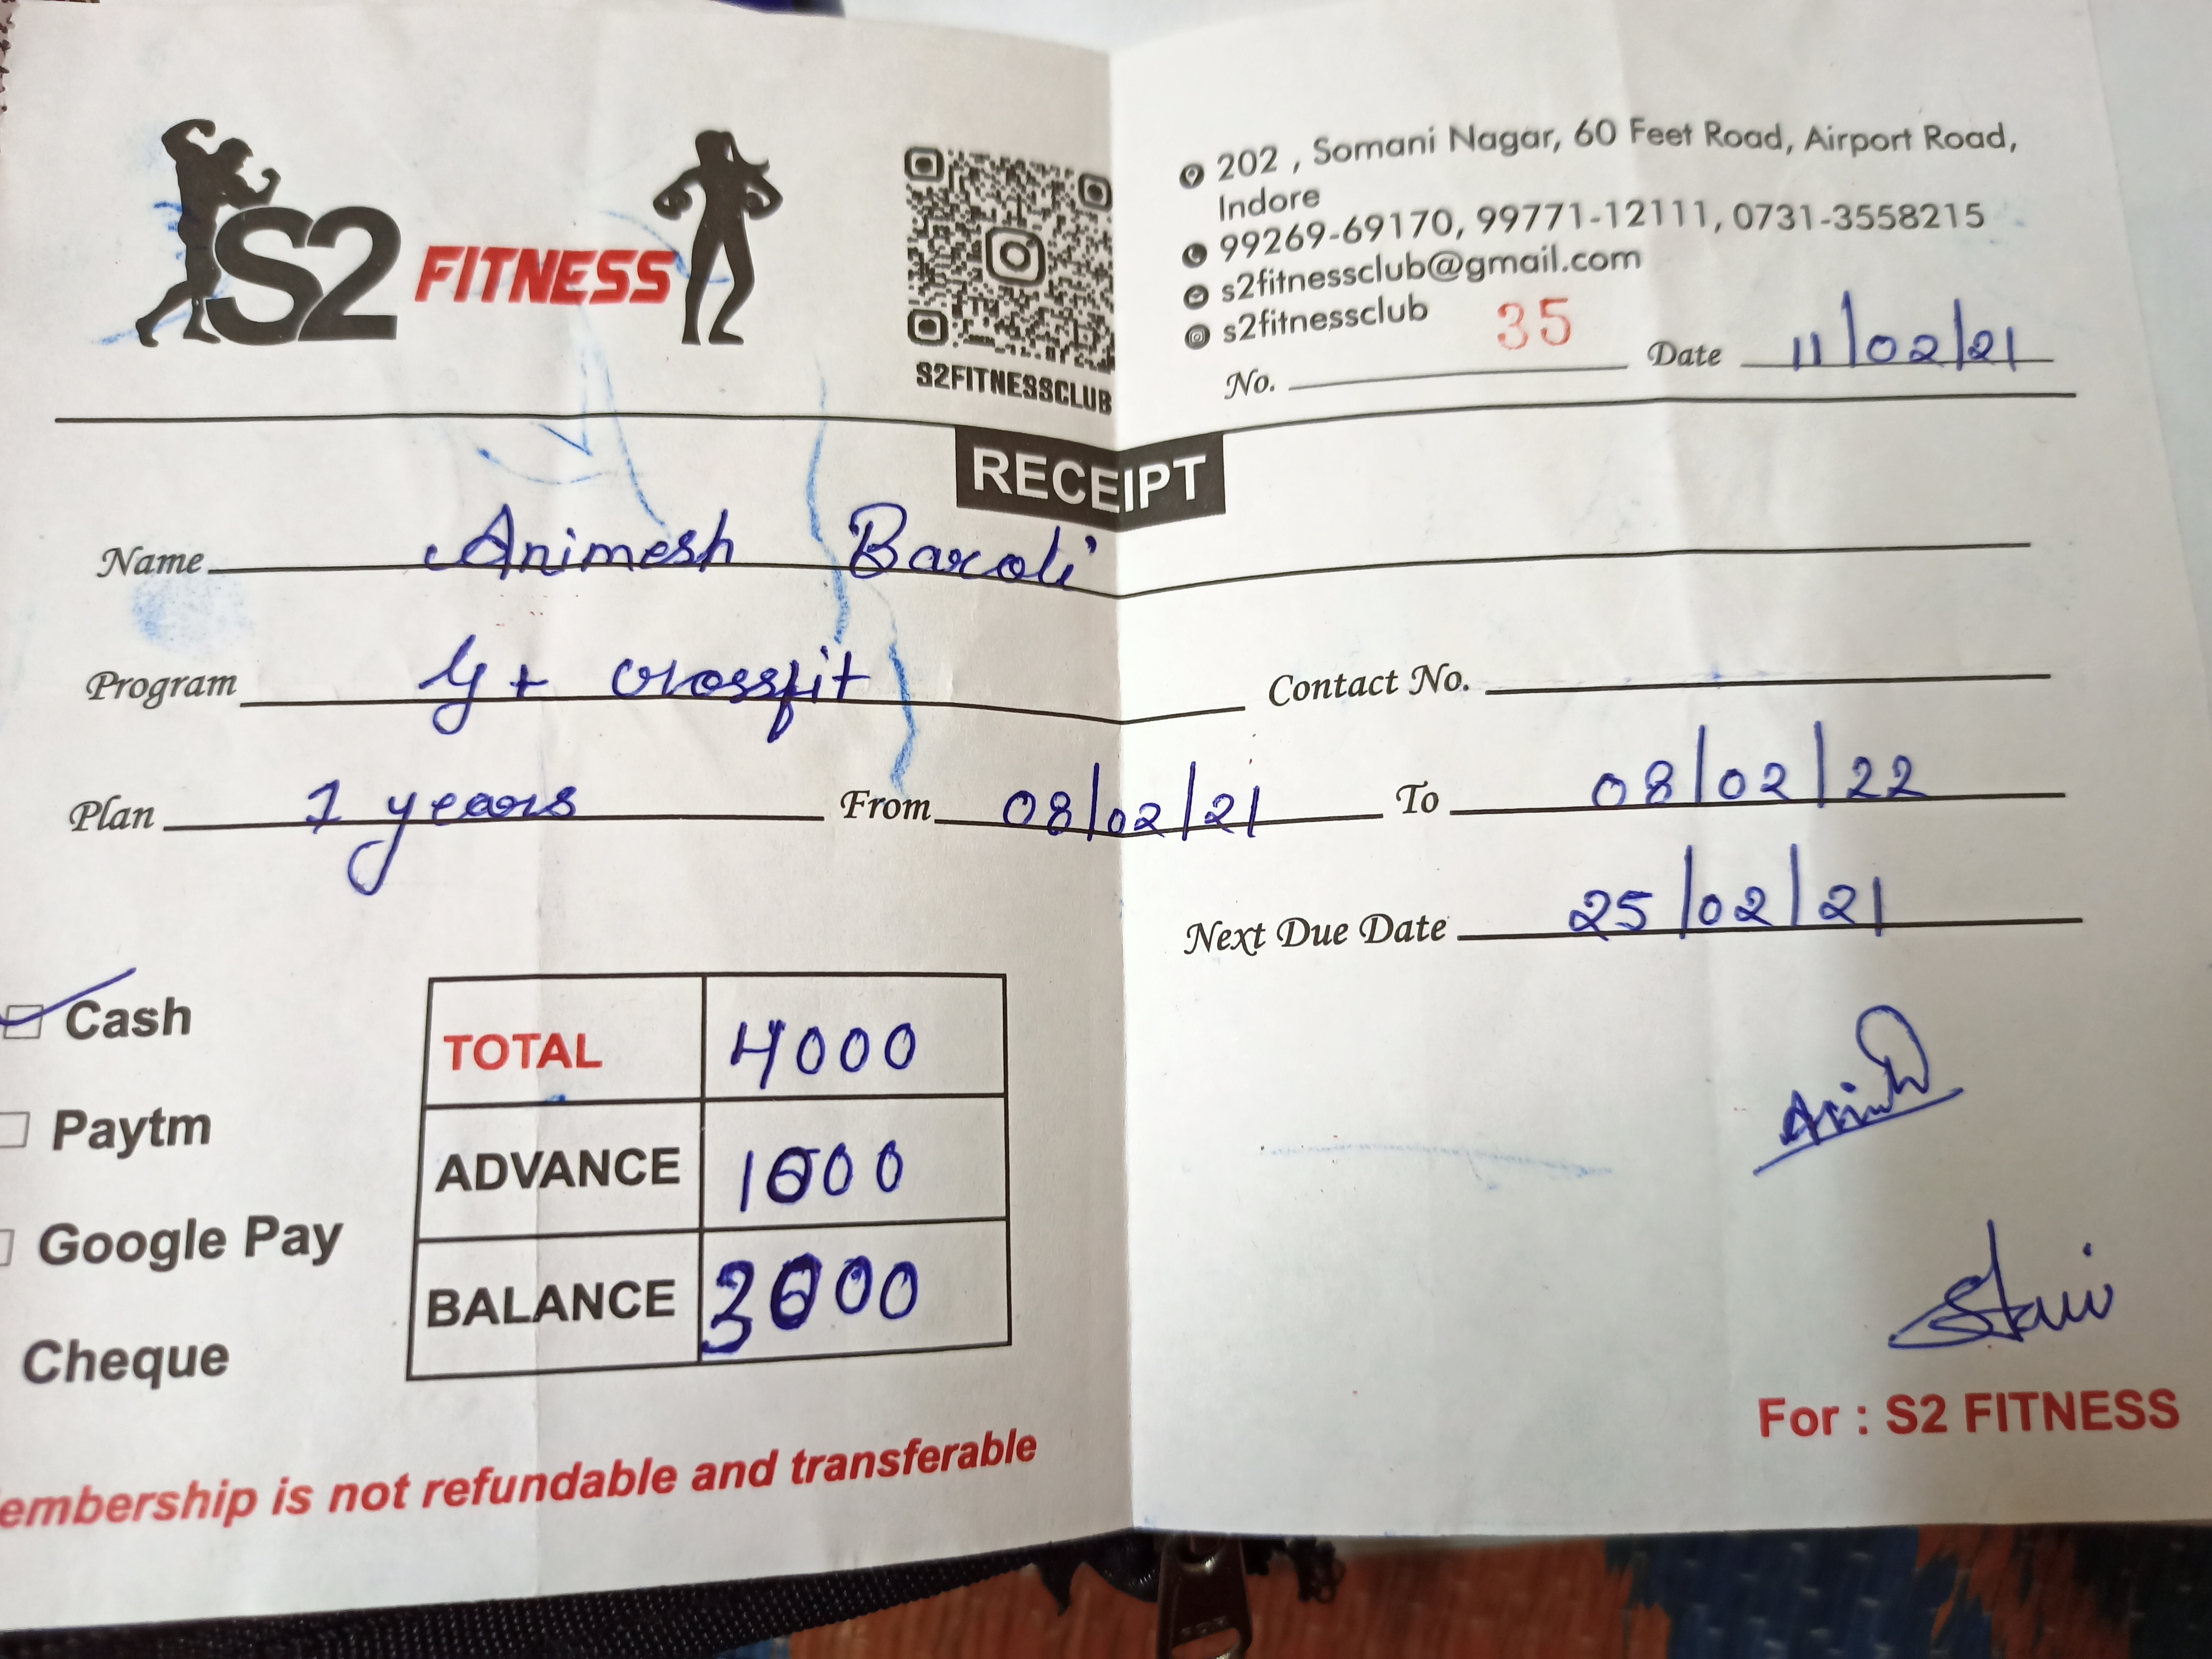 S2 FITNESS
S2FITNESSCLUB
202 , Somani Nagar, 60 Feet Road, Airport Road,
Indore
99269-69170, 99771-12111, 0731-3558215
s2fitnessclub@gmail.com
s2fitnessclub
No. 35 Date 11/02/21
RECEIPT
Name Animesh Baroli
Program G + crossfit Contact No.
Plan 1 years From 08/02/21 To 08/02/22
Next Due Date 25/02/21
Cash
Paytm
Google Pay
Cheque
TOTAL 4000
ADVANCE 1000
BALANCE 3000
For : S2 FITNESS
embership is not refundable and transferable